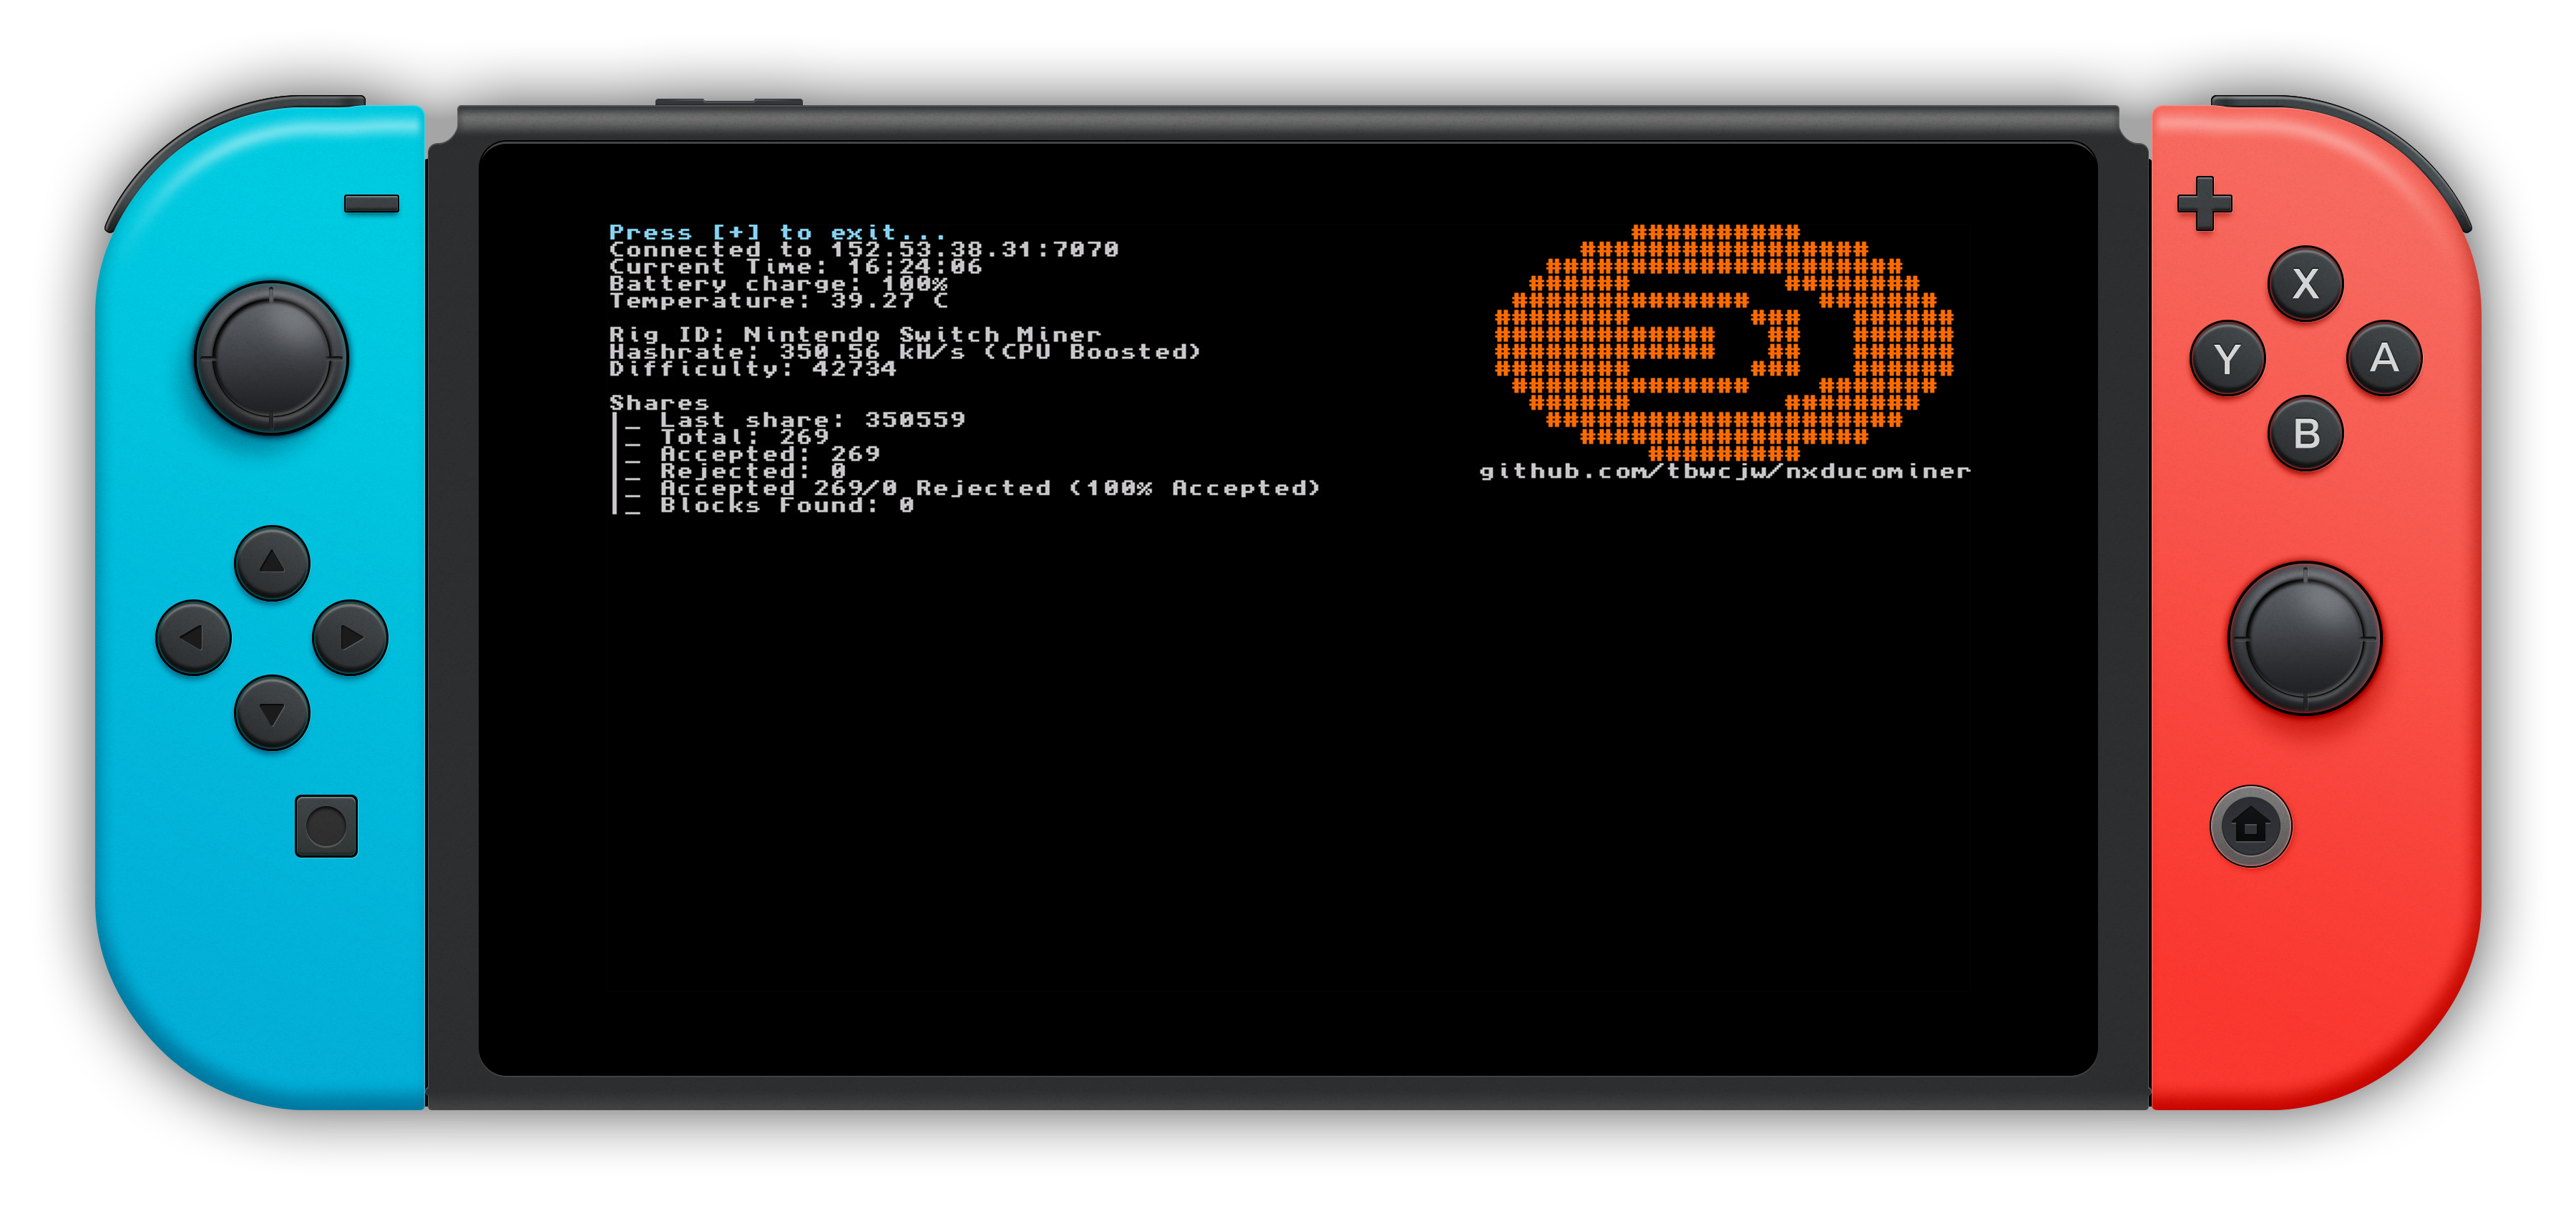 Press [+] to exit...
Connected to 152.53.38.31:7070
Current Time: 16:24:06
Battery charge: 100%
Temperature: 39.27 C
Rig ID: Nintendo Switch Miner
Hashrate: 350.56 kH/s (CPU Boosted)
Difficulty: 42734
Shares
|_ Last share: 350559
|_ Total: 269
|_ Accepted: 269
|_ Rejected: 0
|_ Accepted 269/0 Rejected (100% Accepted)
|_ Blocks Found: 0
github.com/tbwcjw/nxducominer
X
Y
A
B